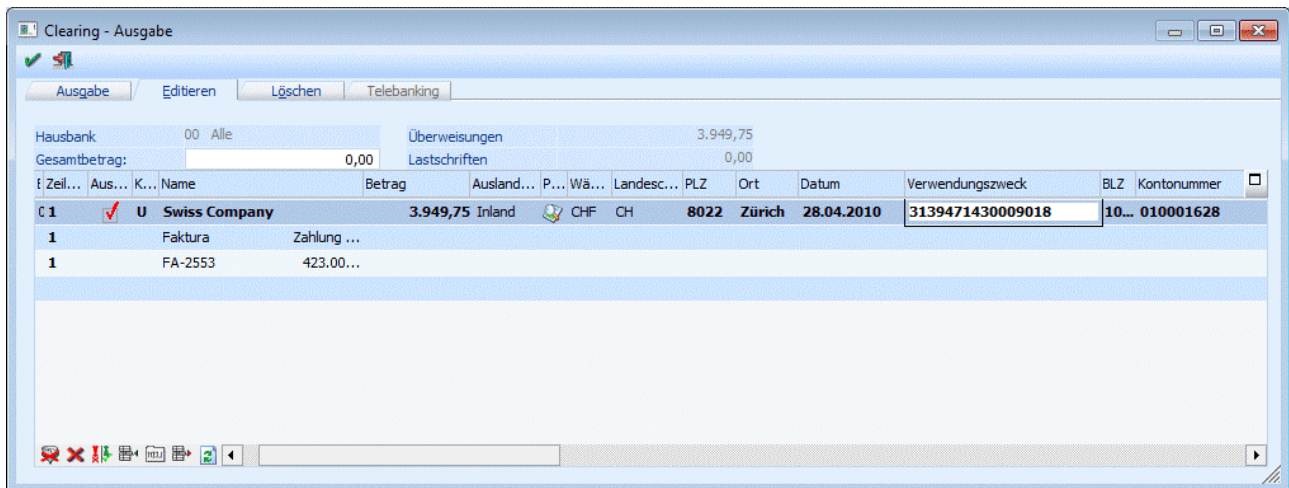 Clearing - Ausgabe
Ausgabe Editieren Löschen Telebanking
Hausbank 00 Alle Überweisungen 3.949,75
Gesamtbetrag: 0,00 Lastschriften 0,00
Zeil... Aus... K... Name Betrag Ausland... P... Wä... Landesc... PLZ Ort Datum Verwendungszweck BLZ Kontonummer
1 U Swiss Company 3.949,75 Inland CHF CH 8022 Zürich 28.04.2010 3139471430009018 10... 010001628
1 Faktura Zahlung ...
1 FA-2553 423.00...